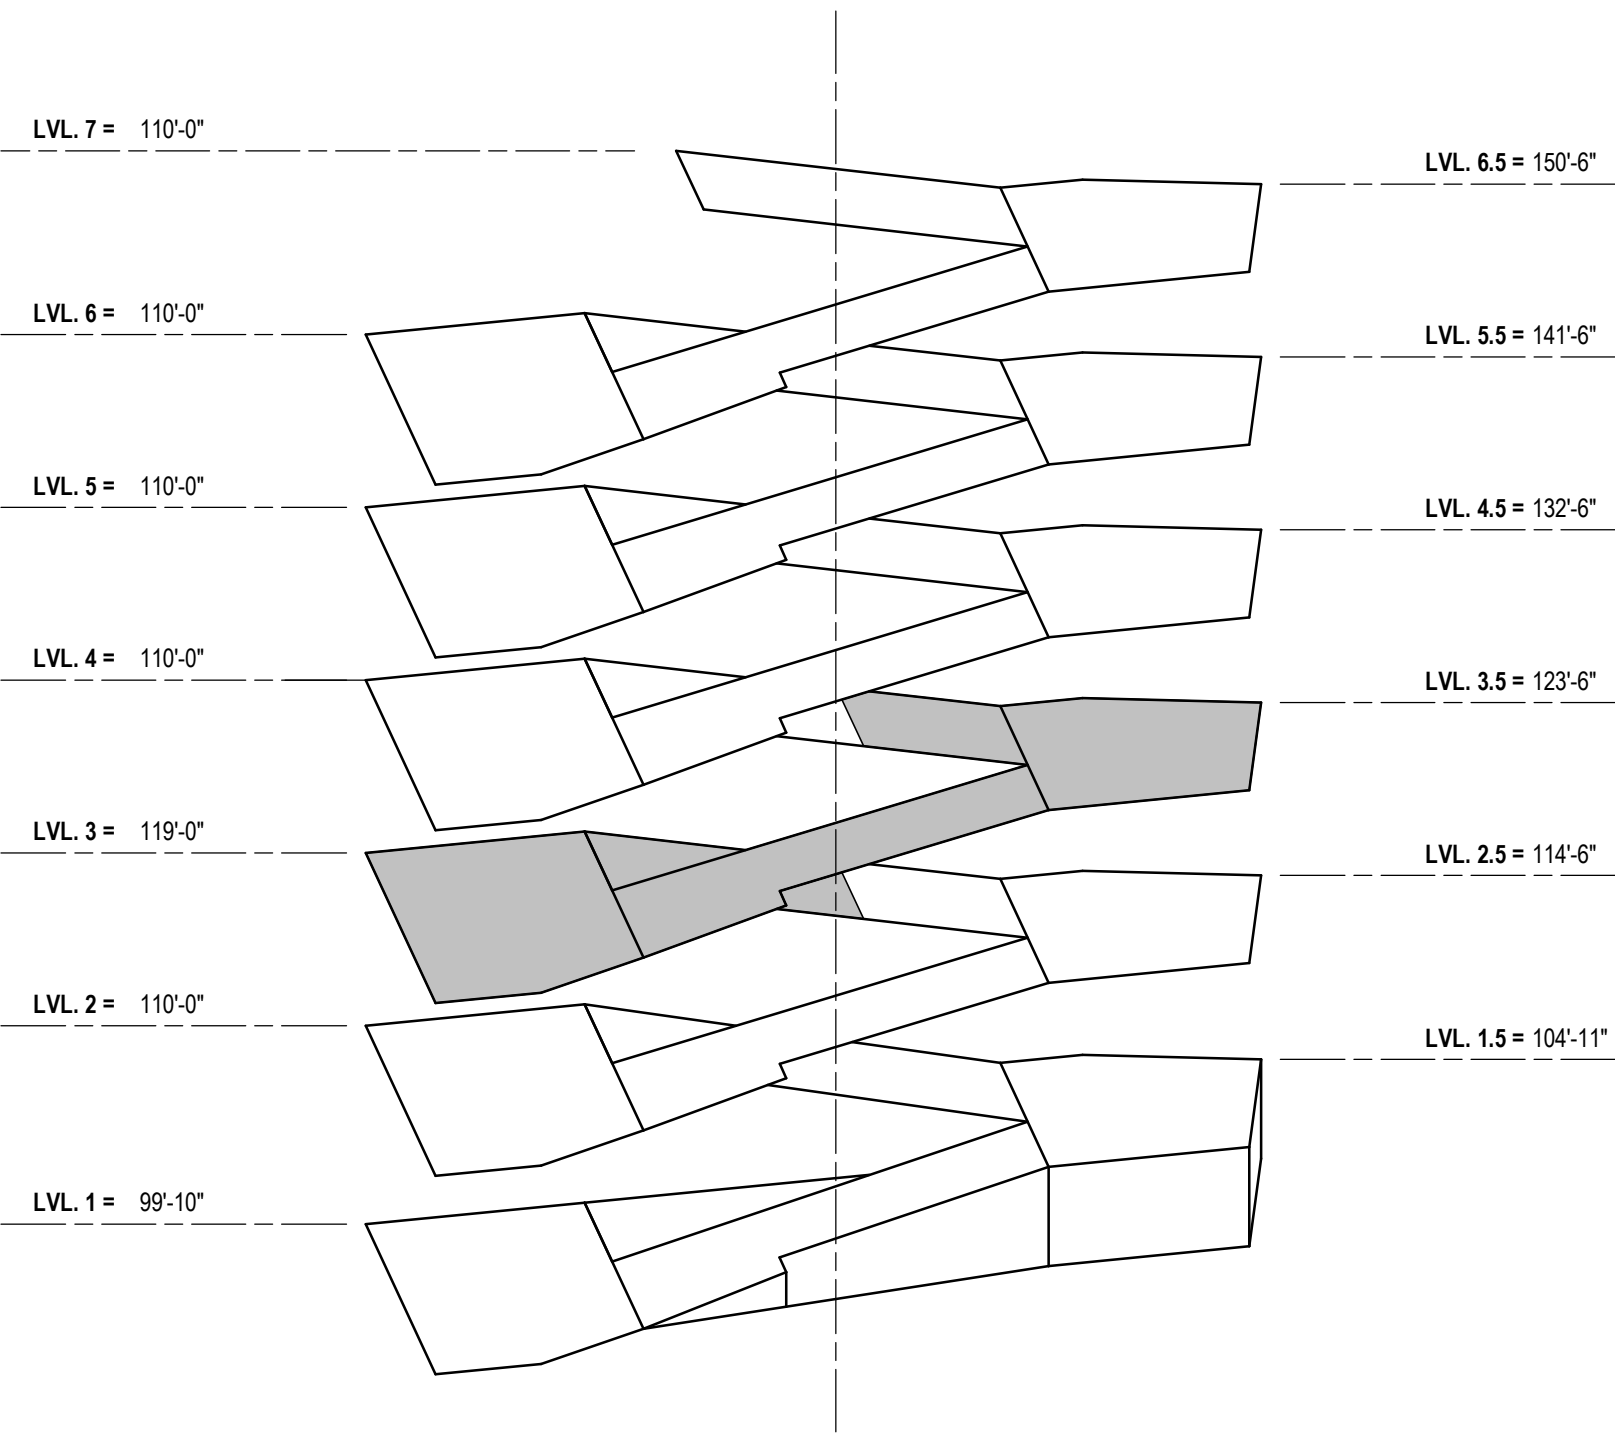 LVL. 7 = 110'-0"
LVL. 6.5 = 150'-6"
LVL. 6 = 110'-0"
LVL. 5.5 = 141'-6"
LVL. 5 = 110'-0"
LVL. 4.5 = 132'-6"
LVL. 4 = 110'-0"
LVL. 3.5 = 123'-6"
LVL. 3 = 119'-0"
LVL. 2.5 = 114'-6"
LVL. 2 = 110'-0"
LVL. 1.5 = 104'-11"
LVL. 1 = 99'-10"